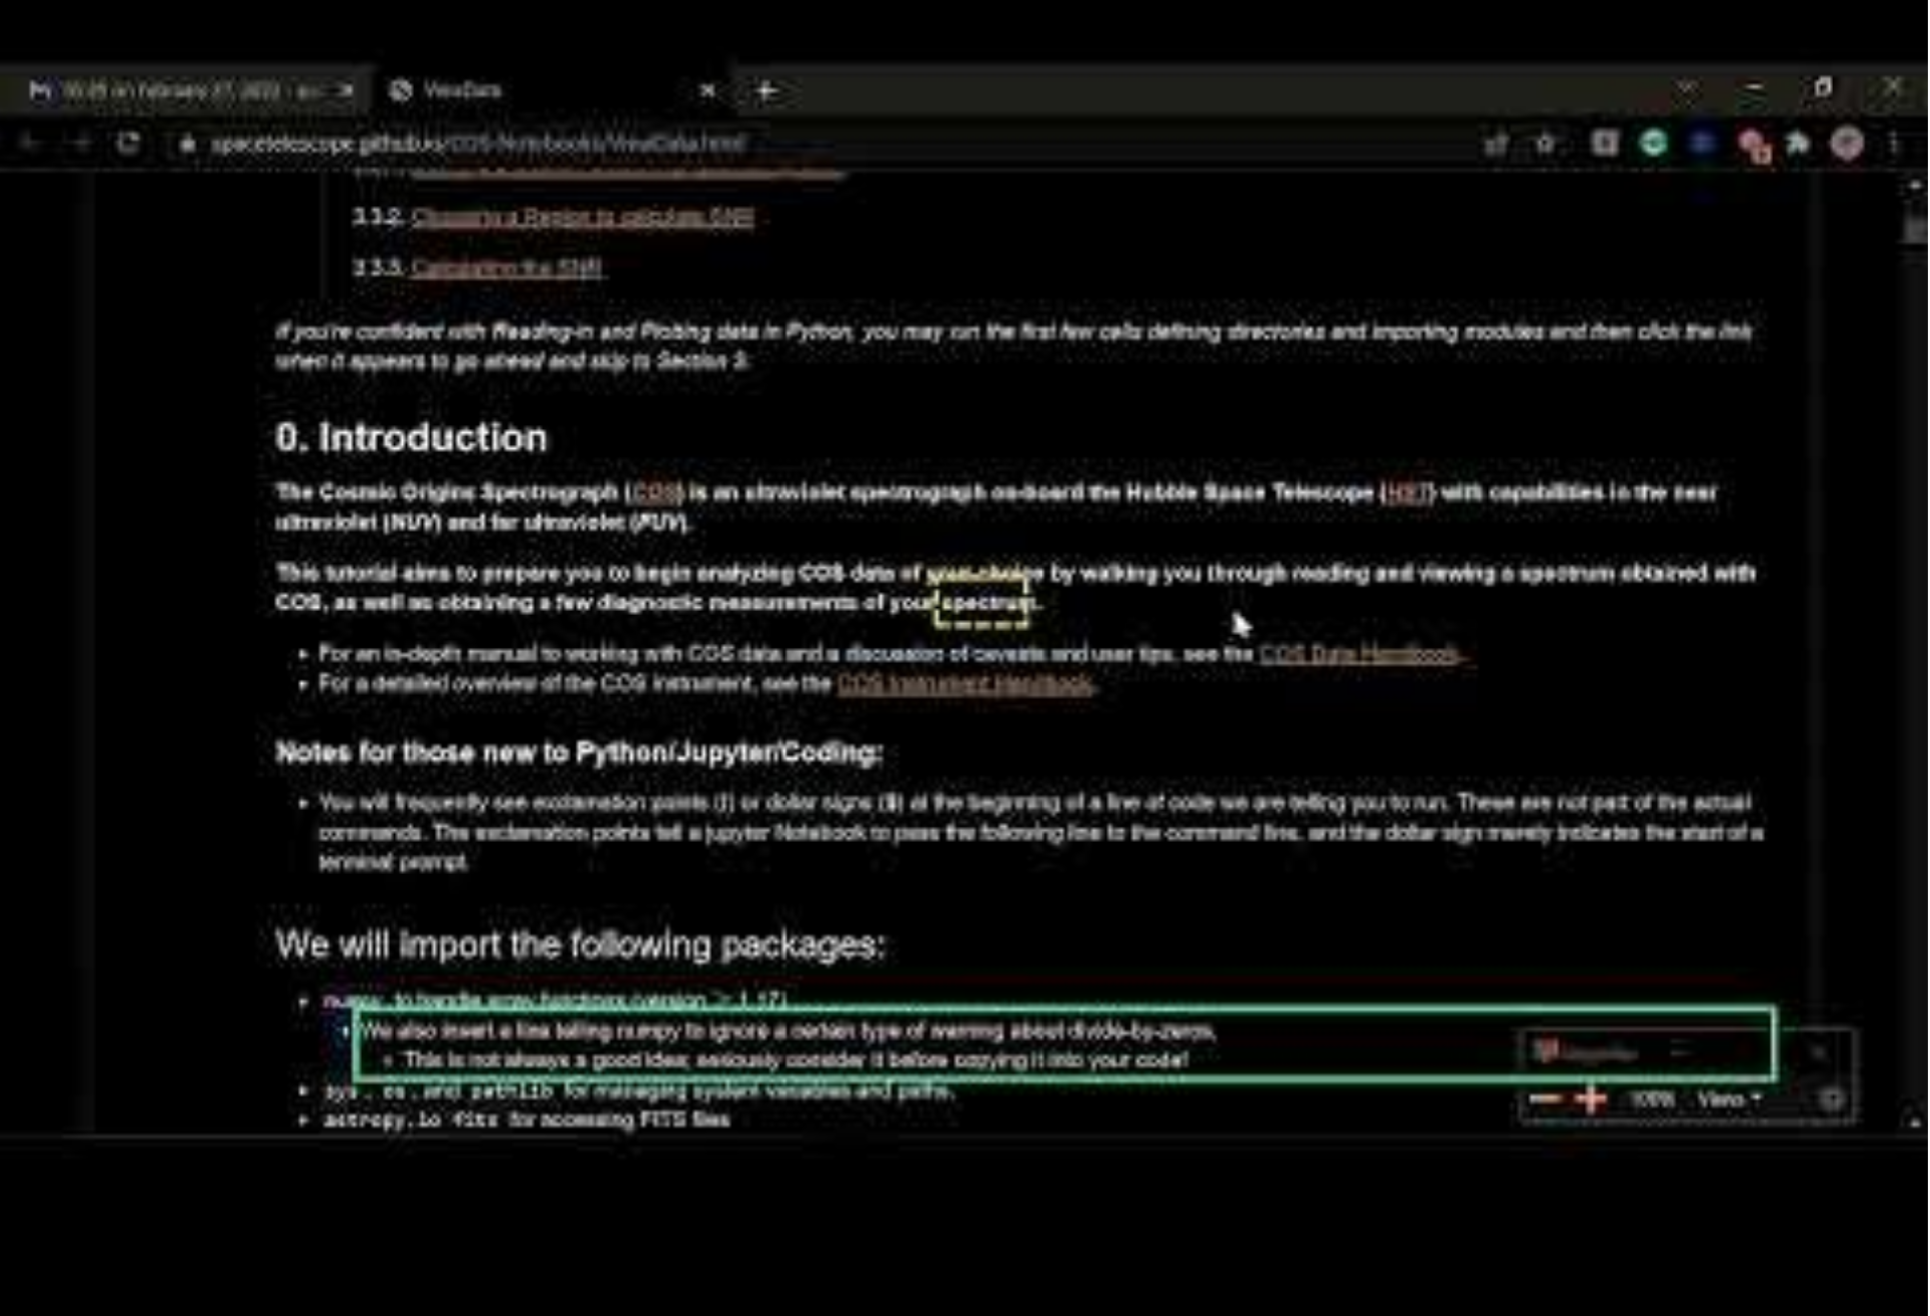 ViewData
spacetelescope.github.io/COS-Notebooks/ViewData.html
3.3.2. Choosing a Region to calculate SNR
3.3.3. Calculating the SNR
If you're confident with Reading-in and Probing data in Python, you may run the first few cells defining directories and importing modules and then click the link
when it appears to go ahead and skip to Section 3.
0. Introduction
The Cosmic Origins Spectrograph (COS) is an ultraviolet spectrograph on-board the Hubble Space Telescope (HST) with capabilities in the near
ultraviolet (NUV) and far ultraviolet (FUV).
This tutorial aims to prepare you to begin analyzing COS data of your choice by walking you through reading and viewing a spectrum obtained with
COS, as well as obtaining a few diagnostic measurements of your spectrum.
• For an in-depth manual to working with COS data and a discussion of caveats and user tips, see the COS Data Handbook.
• For a detailed overview of the COS instrument, see the COS Instrument Handbook.
Notes for those new to Python/Jupyter/Coding:
• You will frequently see exclamation points (!) or dollar signs ($) at the beginning of a line of code we are telling you to run. These are not part of the actual
commands. The exclamation points tell a jupyter Notebook to pass the following line to the command line, and the dollar sign merely indicates the start of a
terminal prompt.
We will import the following packages:
• numpy to handle array functions (version ≥ 1.17)
• We also insert a line telling numpy to ignore a certain type of warning about divide-by-zeros.
• This is not always a good idea; seriously consider it before copying it into your code!
• sys, os, and pathlib for managing system variables and paths.
• astropy.io fits for accessing FITS files
100% Views